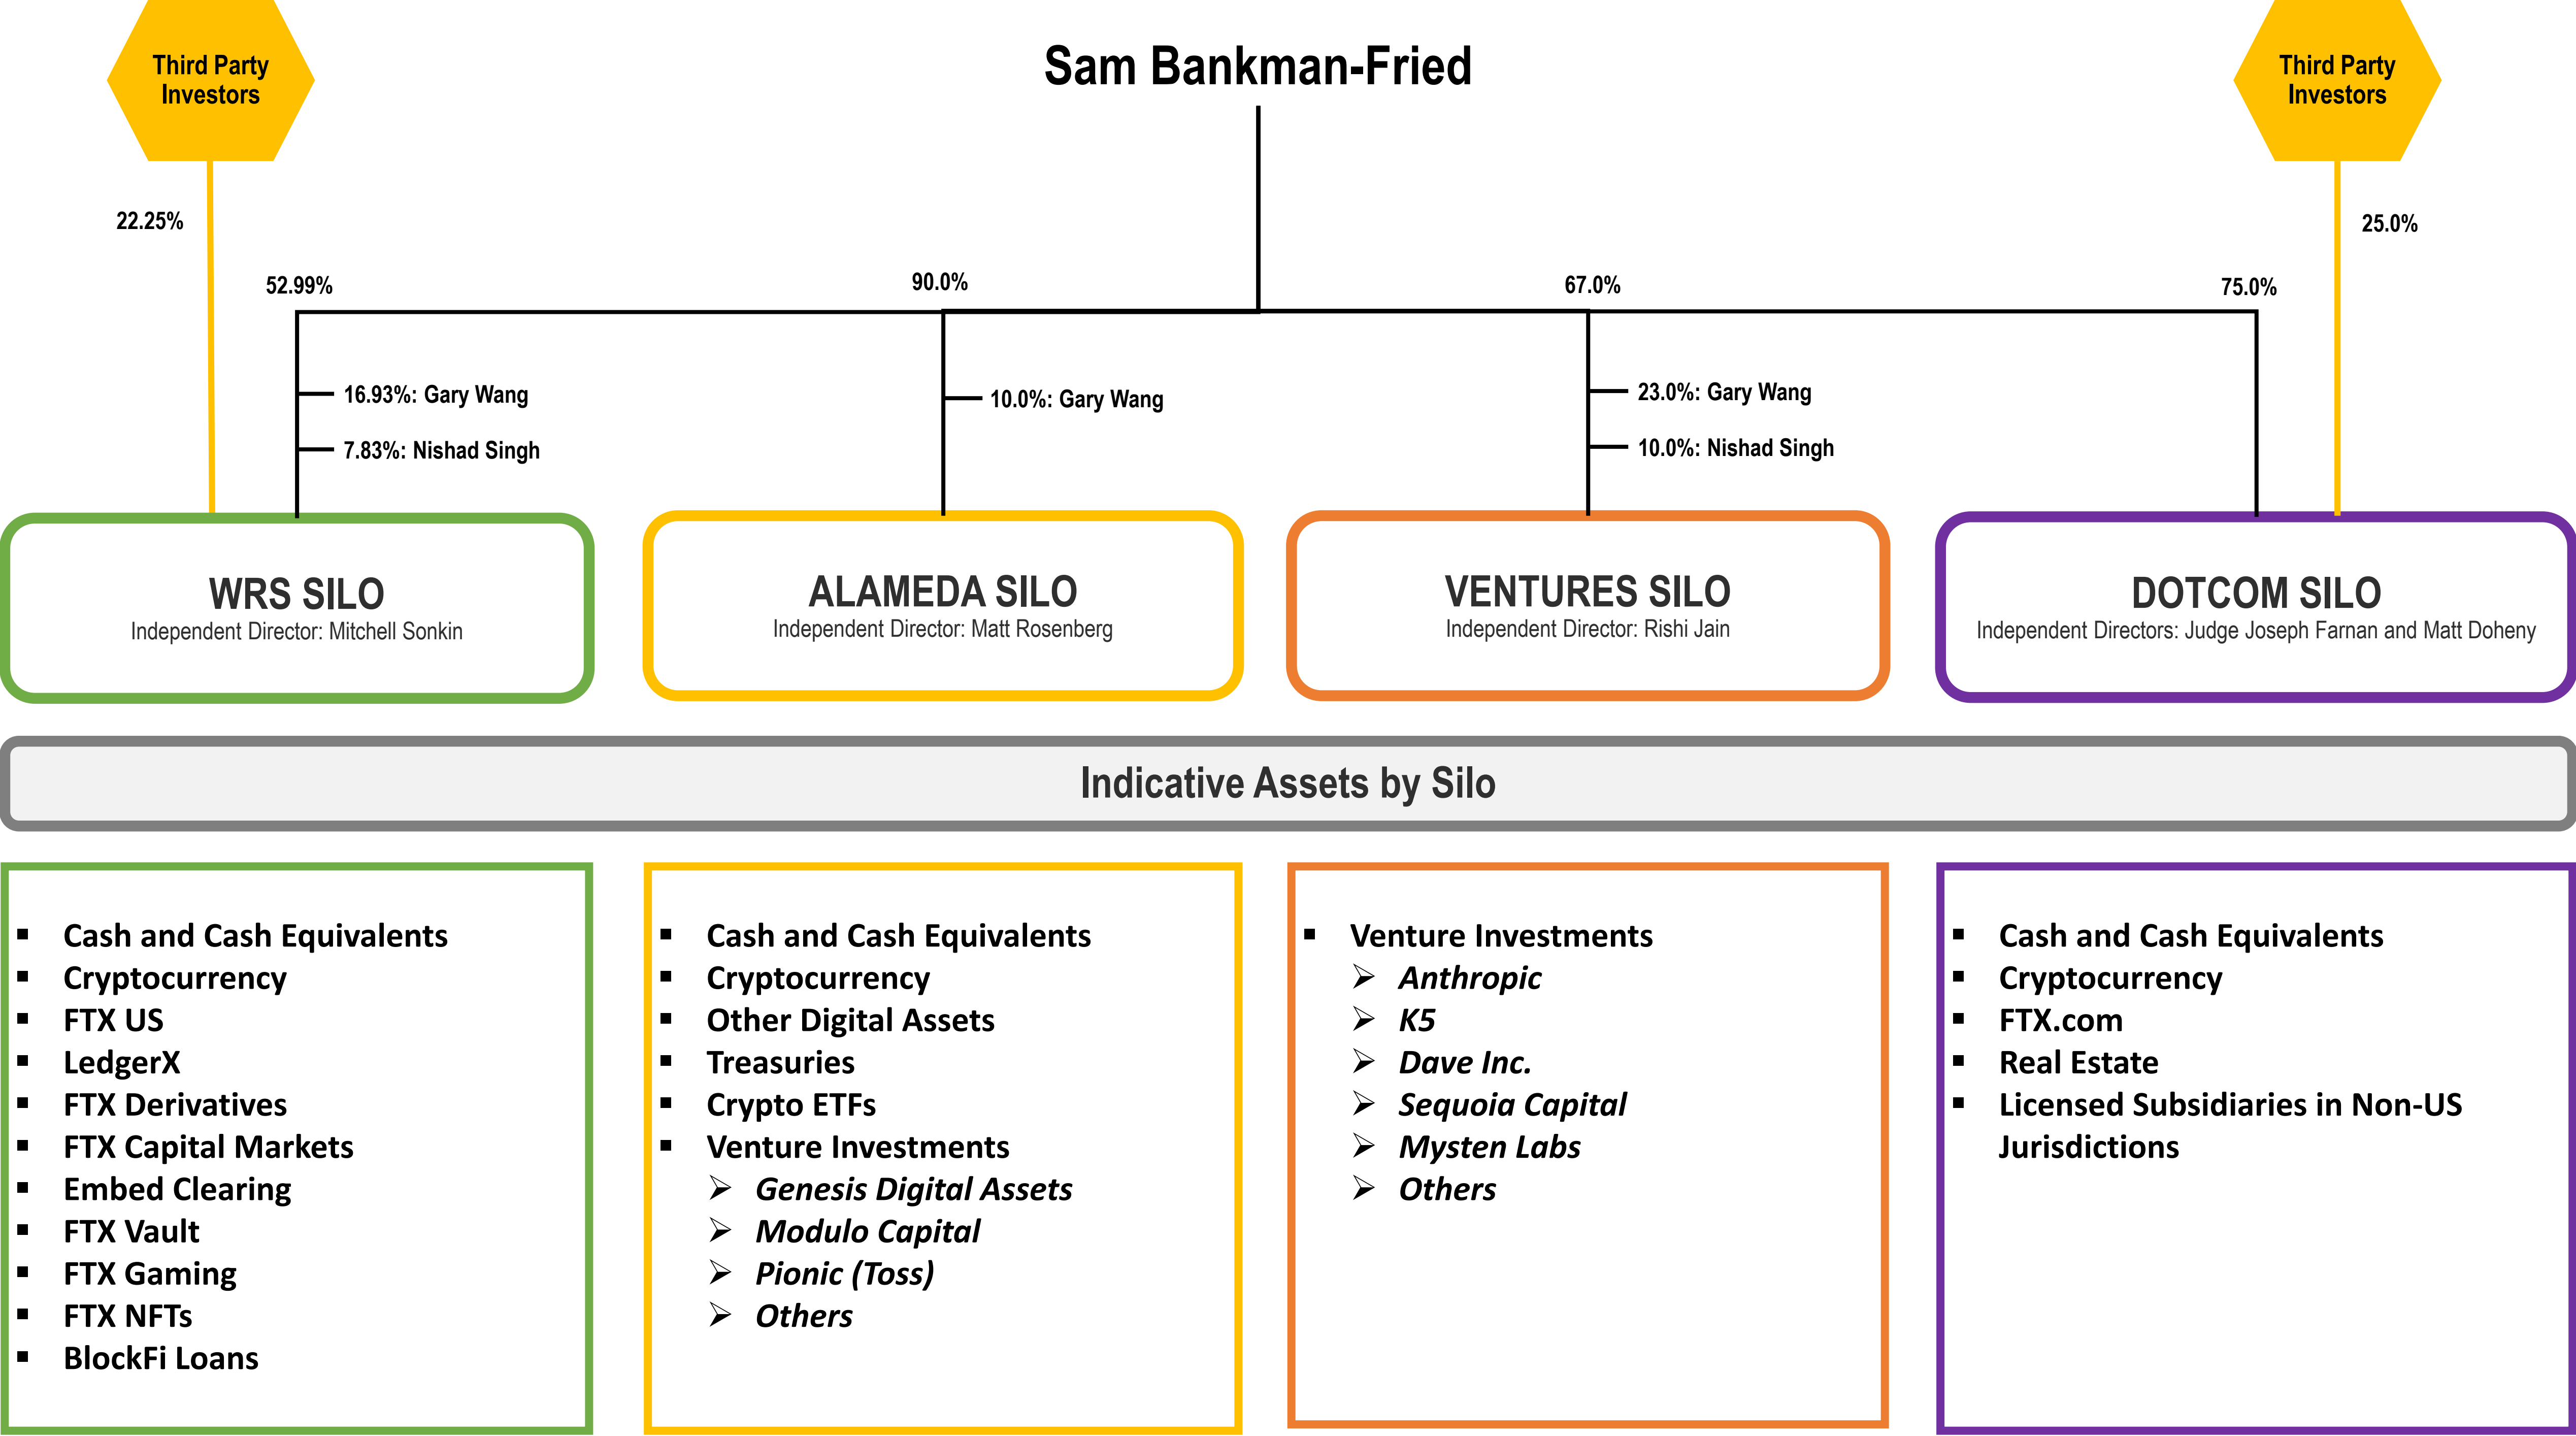 Third Party
Investors
Sam Bankman-Fried
Third Party
Investors
22.25%
25.0%
52.99%
90.0%
67.0%
75.0%
16.93%: Gary Wang
7.83%: Nishad Singh
10.0%: Gary Wang
23.0%: Gary Wang
10.0%: Nishad Singh
WRS SILO
Independent Director: Mitchell Sonkin
ALAMEDA SILO
Independent Director: Matt Rosenberg
VENTURES SILO
Independent Director: Rishi Jain
DOTCOM SILO
Independent Directors: Judge Joseph Farnan and Matt Doheny
Indicative Assets by Silo
Cash and Cash Equivalents
Cryptocurrency
FTX US
LedgerX
FTX Derivatives
FTX Capital Markets
Embed Clearing
FTX Vault
FTX Gaming
FTX NFTs
BlockFi Loans
Cash and Cash Equivalents
Cryptocurrency
Other Digital Assets
Treasuries
Crypto ETFs
Venture Investments
Genesis Digital Assets
Modulo Capital
Pionic (Toss)
Others
Venture Investments
Anthropic
K5
Dave Inc.
Sequoia Capital
Mysten Labs
Others
Cash and Cash Equivalents
Cryptocurrency
FTX.com
Real Estate
Licensed Subsidiaries in Non-US
Jurisdictions